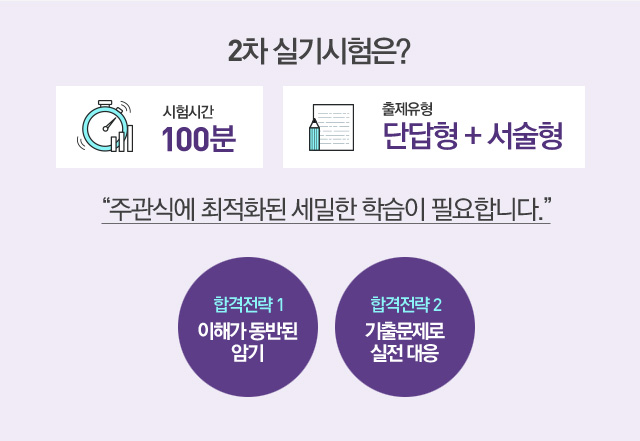 2차 실기시험은?
시험시간
100분
출제유형
단답형 + 서술형
“주관식에 최적화된 세밀한 학습이 필요합니다.”
합격전략 1
이해가 동반된
암기
합격전략 2
기출문제로
실전 대응